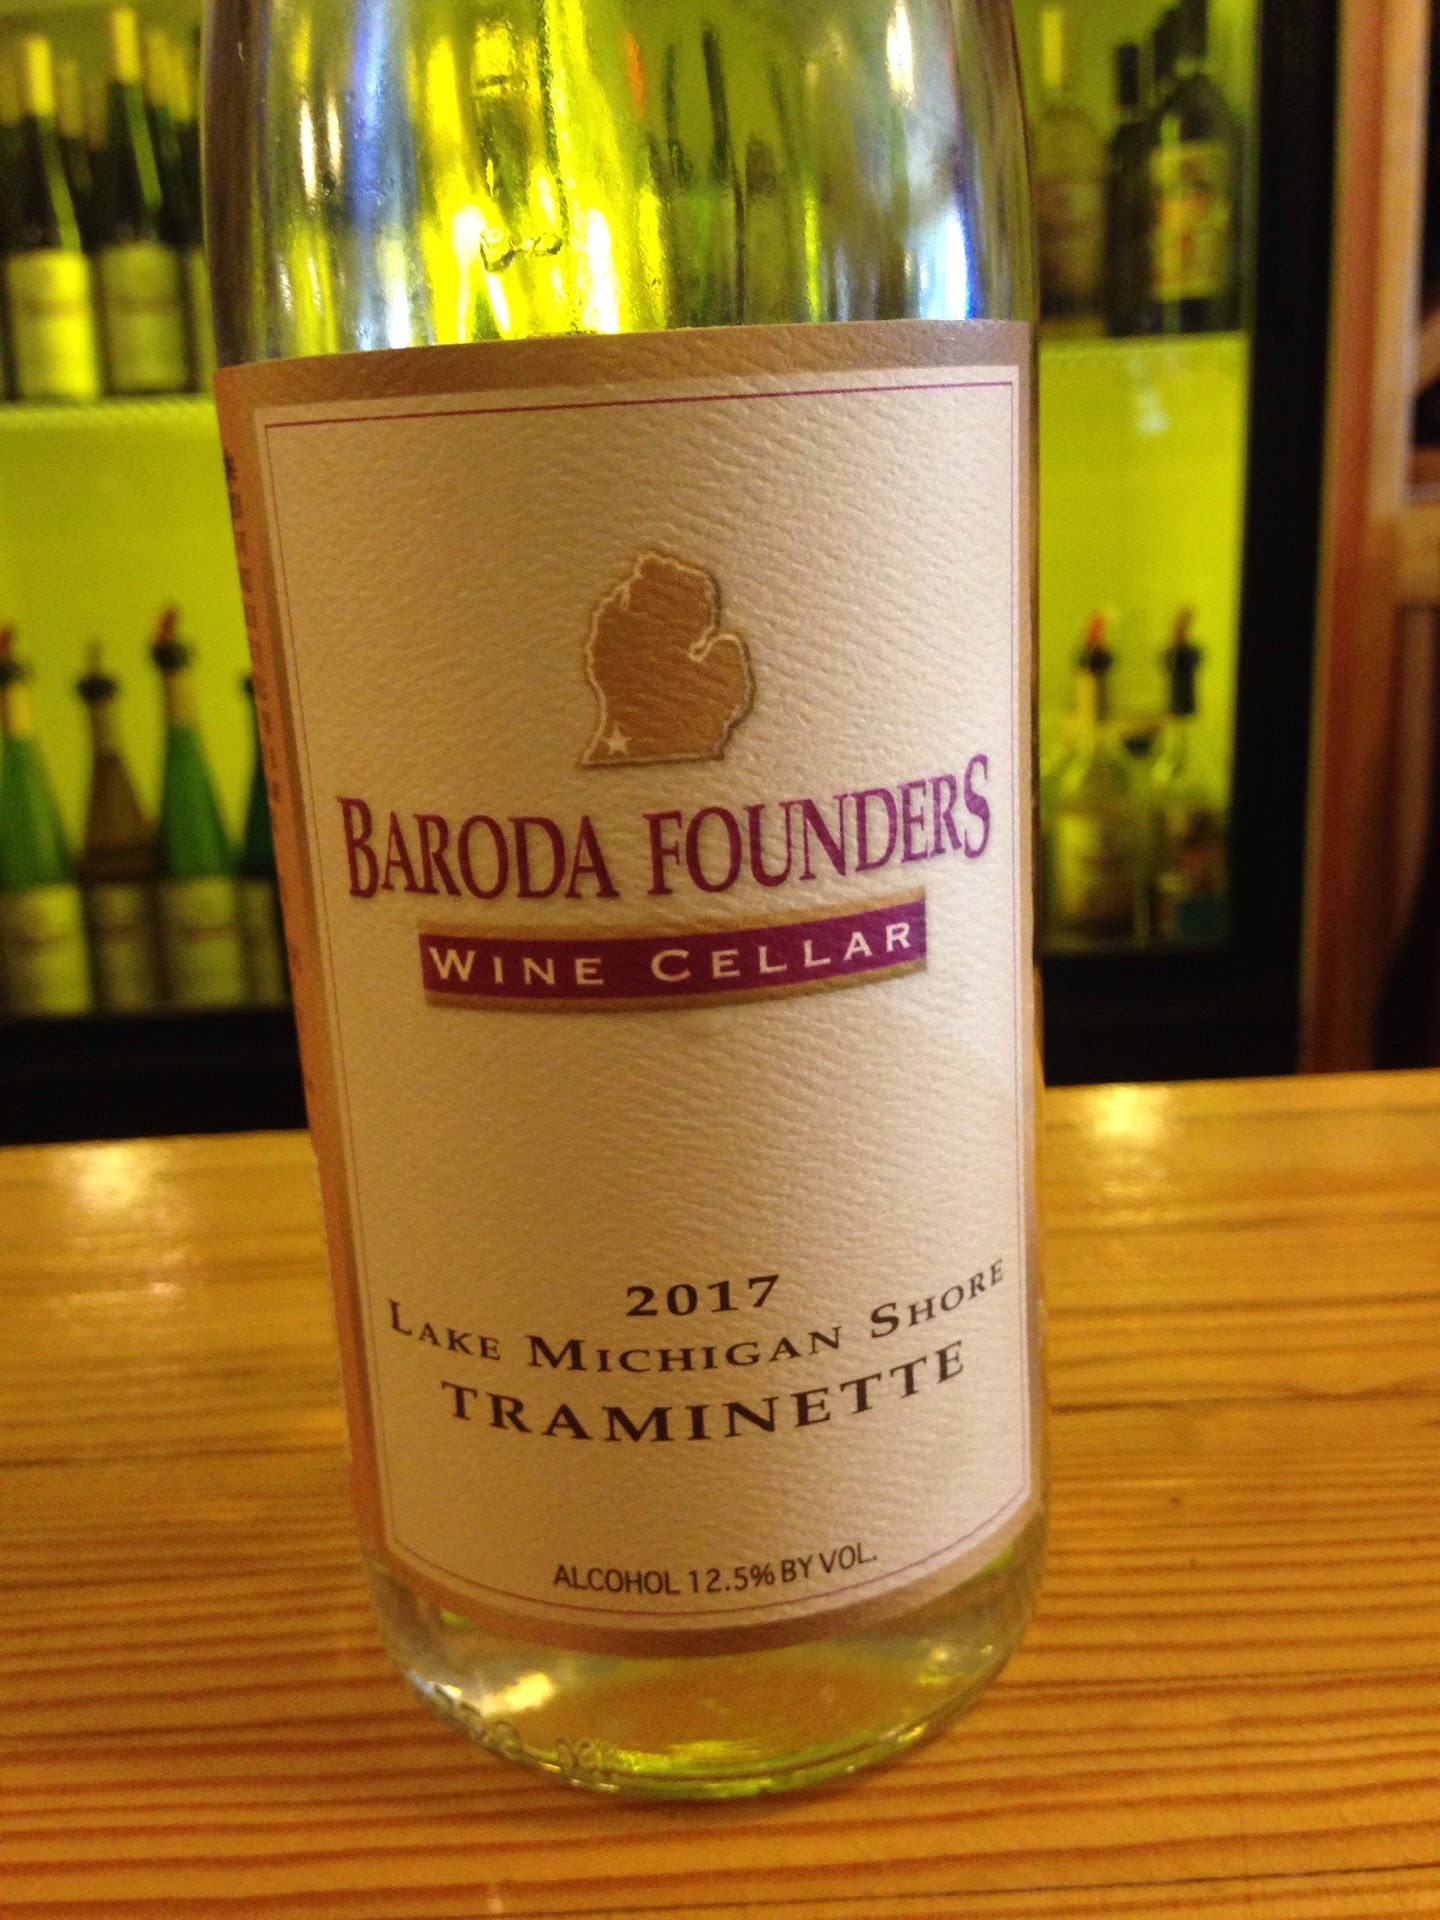 BARODA FOUNDERS
WINE CELLAR
2017
LAKE MICHIGAN SHORE
TRAMINETTE
ALCOHOL 12.5% BY VOL.